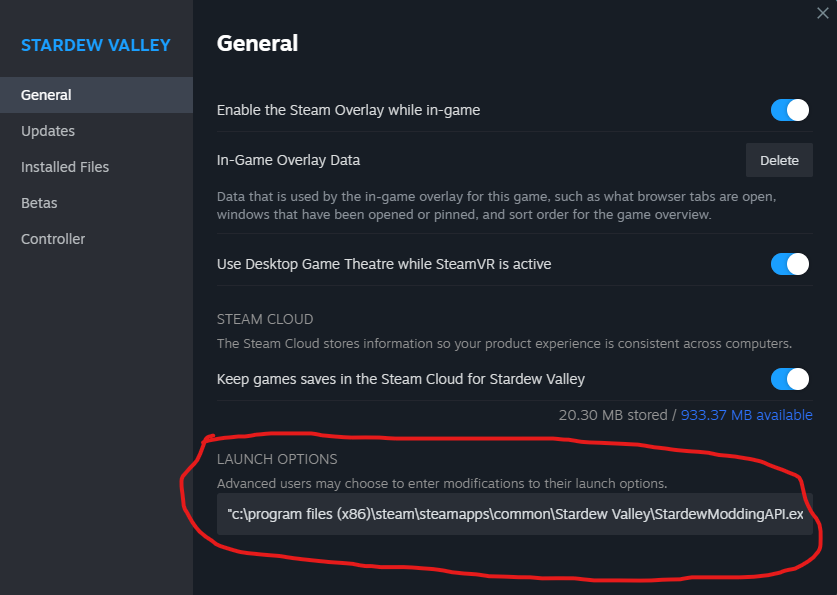 STARDEW VALLEY
General
Updates
Installed Files
Betas
Controller
General
Enable the Steam Overlay while in-game
In-Game Overlay Data
Delete
Data that is used by the in-game overlay for this game, such as what browser tabs are open,
windows that have been opened or pinned, and sort order for the game overview.
Use Desktop Game Theatre while SteamVR is active
STEAM CLOUD
The Steam Cloud stores information so your product experience is consistent across computers.
Keep games saves in the Steam Cloud for Stardew Valley
20.30 MB stored / 933.37 MB available
LAUNCH OPTIONS
Advanced users may choose to enter modifications to their launch options.
"c:\program files (x86)\steam\steamapps\common\Stardew Valley\StardewModdingAPI.ex